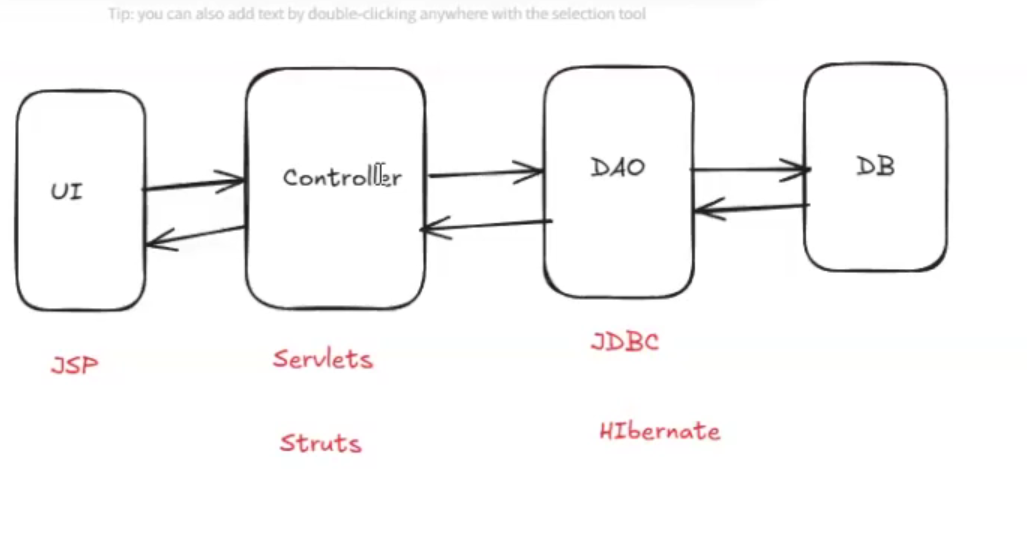 Tip: you can also add text by double-clicking anywhere with the selection tool
UI
Controller
DAO
DB
JSP
Servlets
JDBC
Struts
HIbernate